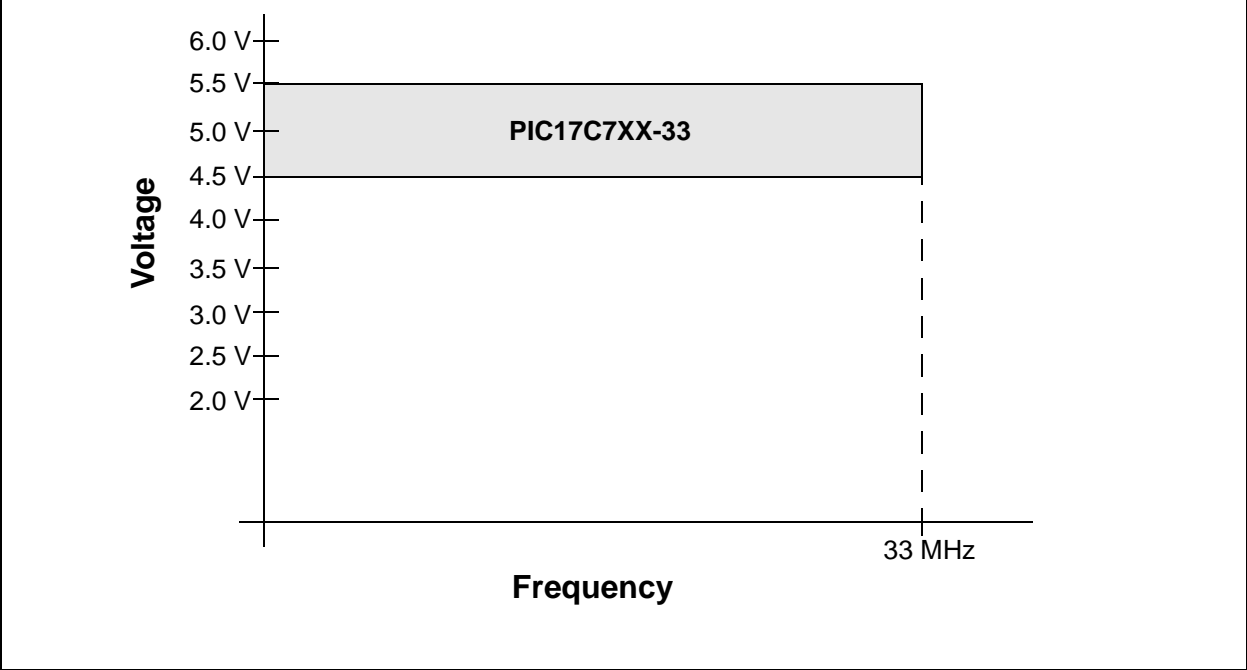 6.0 V
5.5 V
5.0 V
4.5 V
4.0 V
3.5 V
3.0 V
2.5 V
2.0 V
Voltage
PIC17C7XX-33
33 MHz
Frequency